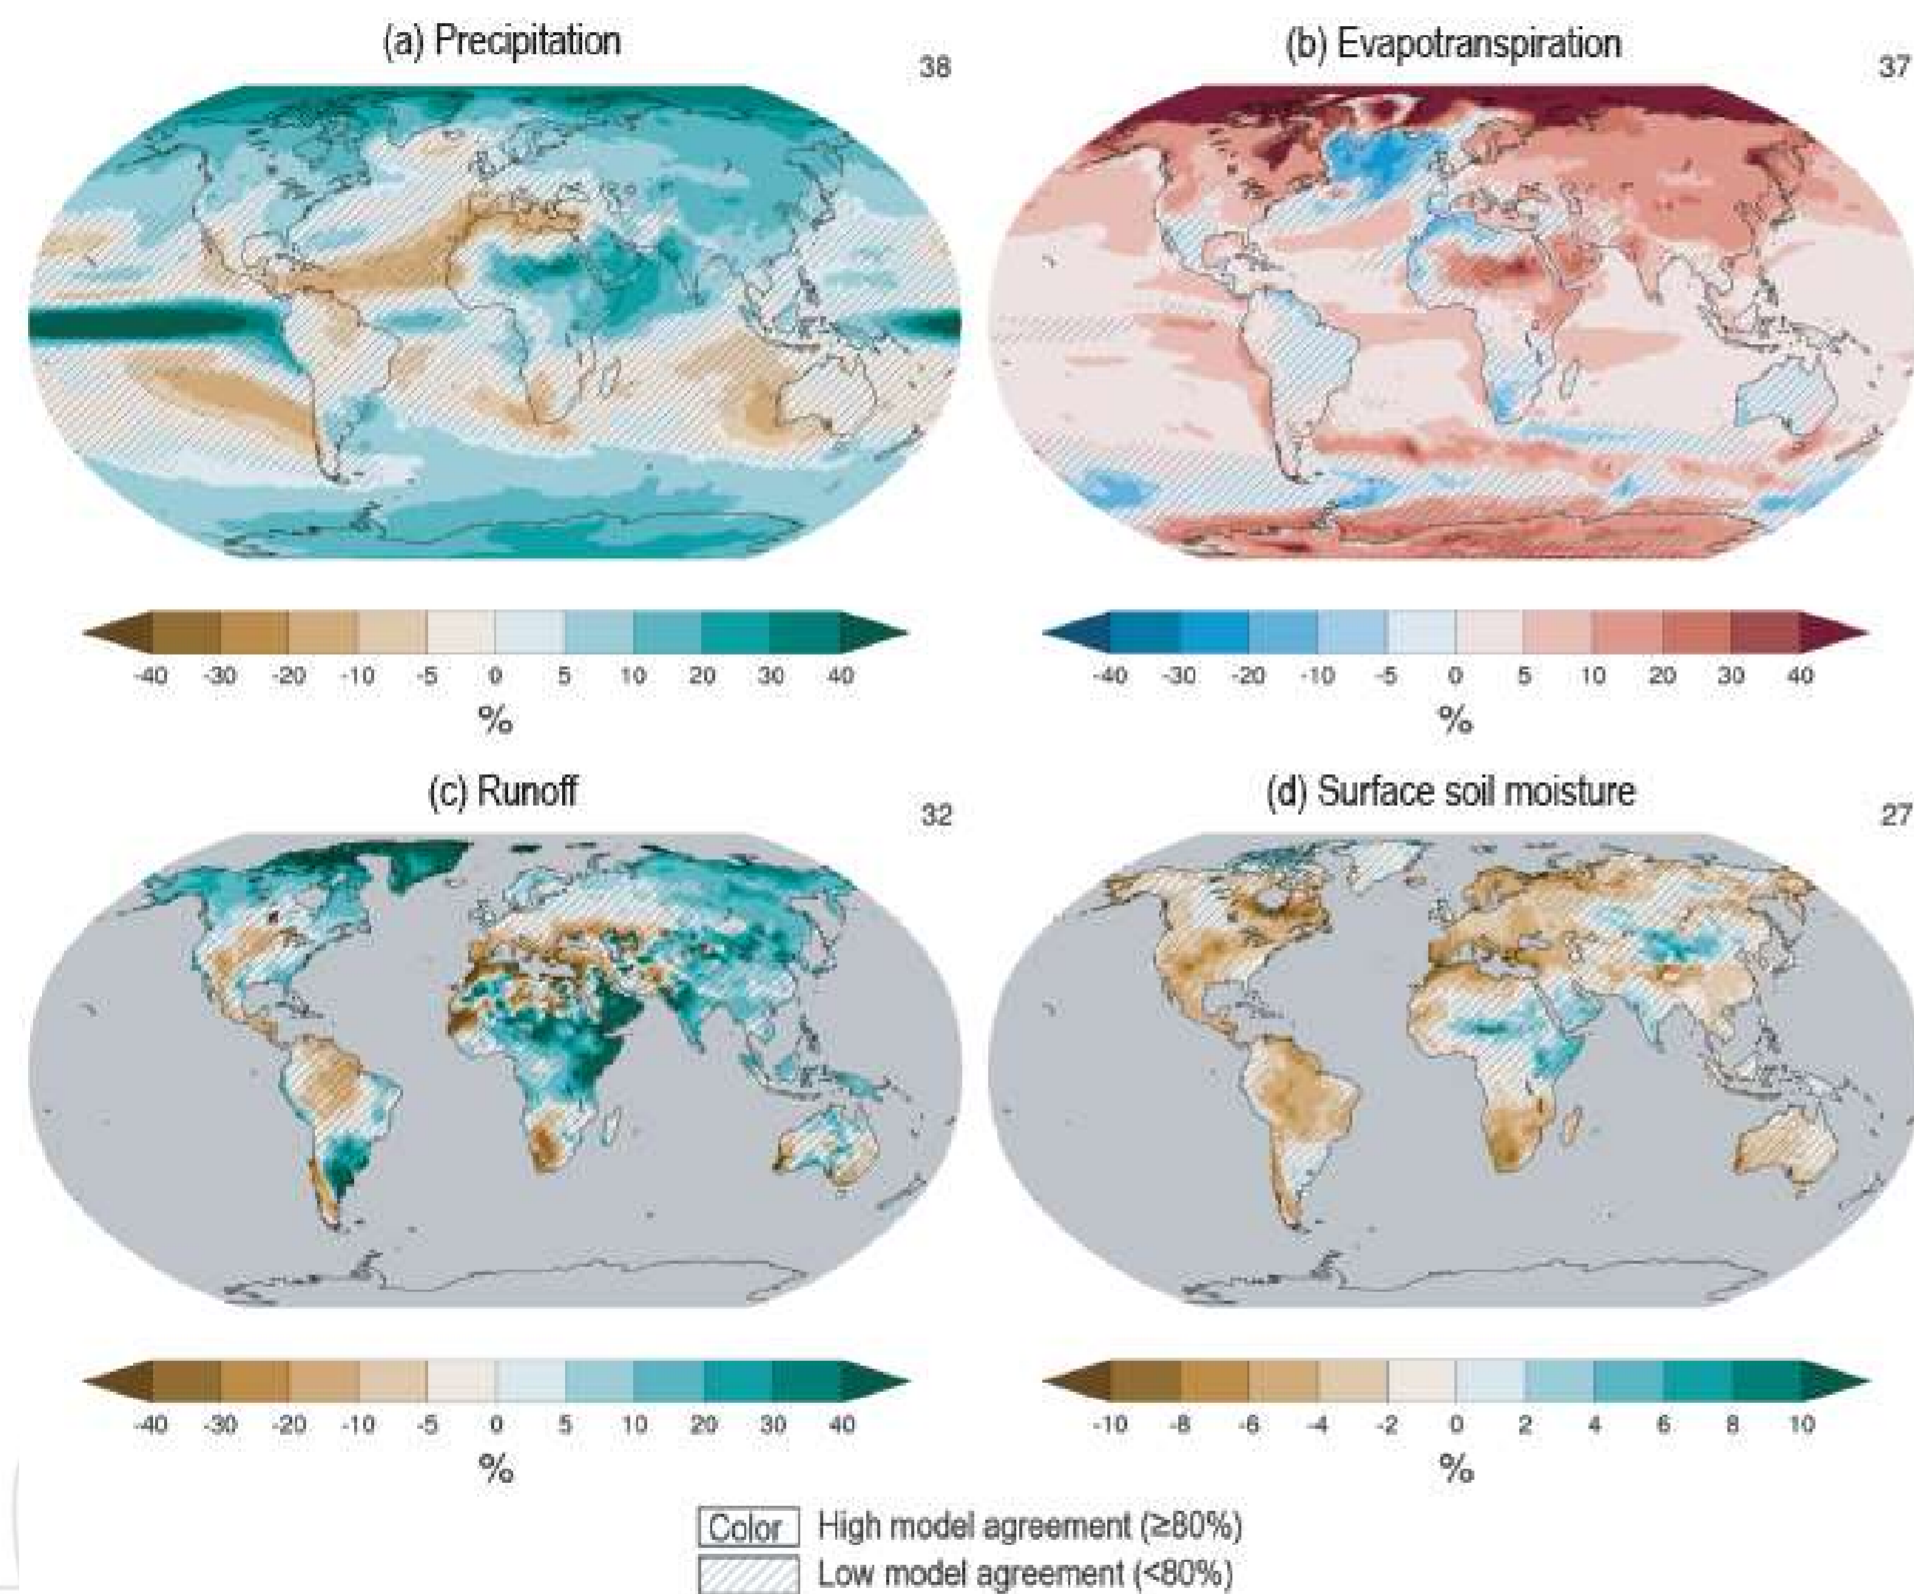 (a) Precipitation
38
(b) Evapotranspiration
37
-40 -30 -20 -10 -5 0 5 10 20 30 40
%
-40 -30 -20 -10 -5 0 5 10 20 30 40
%
(c) Runoff
32
(d) Surface soil moisture
27
-40 -30 -20 -10 -5 0 5 10 20 30 40
%
-10 -8 -6 -4 -2 0 2 4 6 8 10
%
Color High model agreement (≥80%)
Low model agreement (<80%)